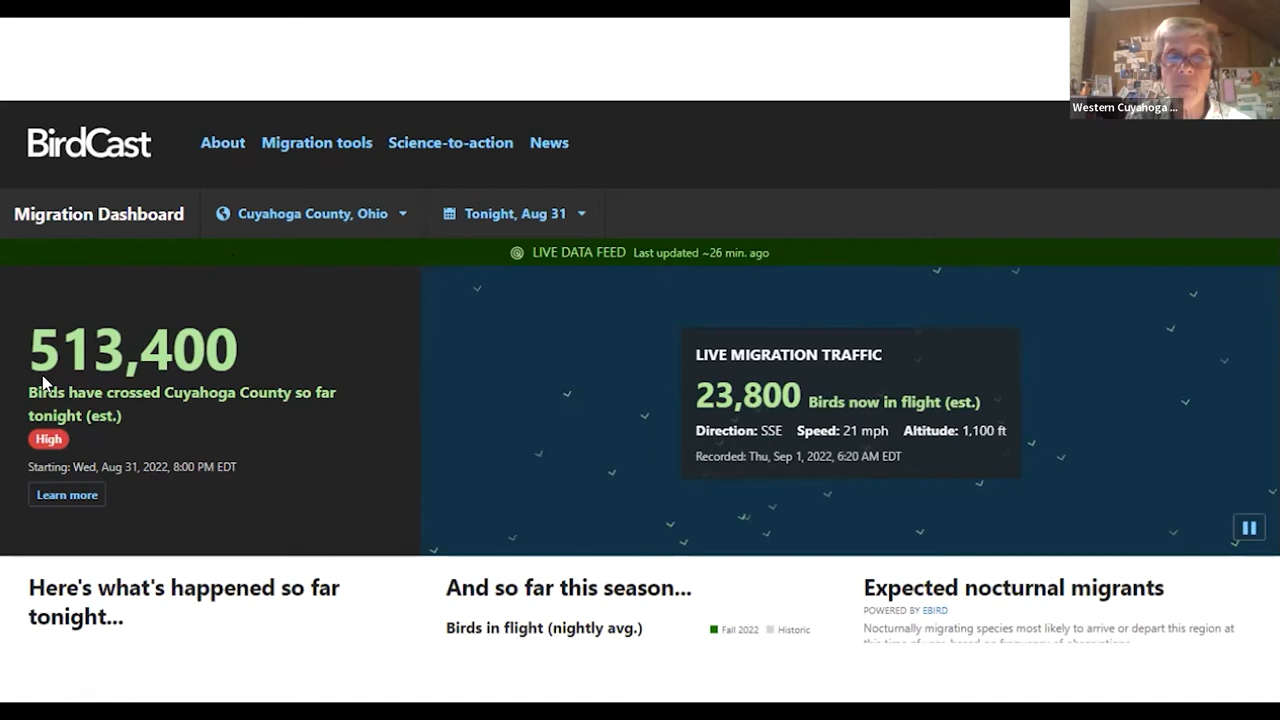 Western Cuyahoga ...
BirdCast
About Migration tools Science-to-action News
Migration Dashboard Cuyahoga County, Ohio Tonight, Aug 31
LIVE DATA FEED Last updated ~26 min. ago
513,400
Birds have crossed Cuyahoga County so far
tonight (est.)
High
Starting: Wed, Aug 31, 2022, 8:00 PM EDT
Learn more
LIVE MIGRATION TRAFFIC
23,800 Birds now in flight (est.)
Direction: SSE Speed: 21 mph Altitude: 1,100 ft
Recorded: Thu, Sep 1, 2022, 6:20 AM EDT
Here's what's happened so far
tonight...
And so far this season...
Birds in flight (nightly avg.) Fall 2022 Historic
Expected nocturnal migrants
POWERED BY EBIRD
Nocturnally migrating species most likely to arrive or depart this region at